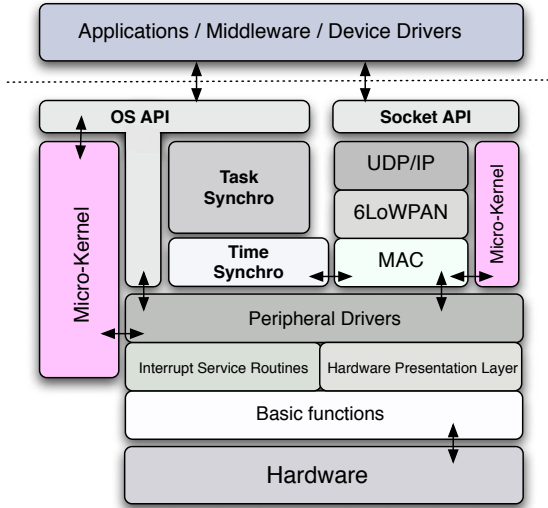 Applications / Middleware / Device Drivers
OS API
Socket API
Micro-Kernel
Task
Synchro
UDP/IP
6LoWPAN
Micro-Kernel
Time
Synchro
MAC
Peripheral Drivers
Interrupt Service Routines
Hardware Presentation Layer
Basic functions
Hardware